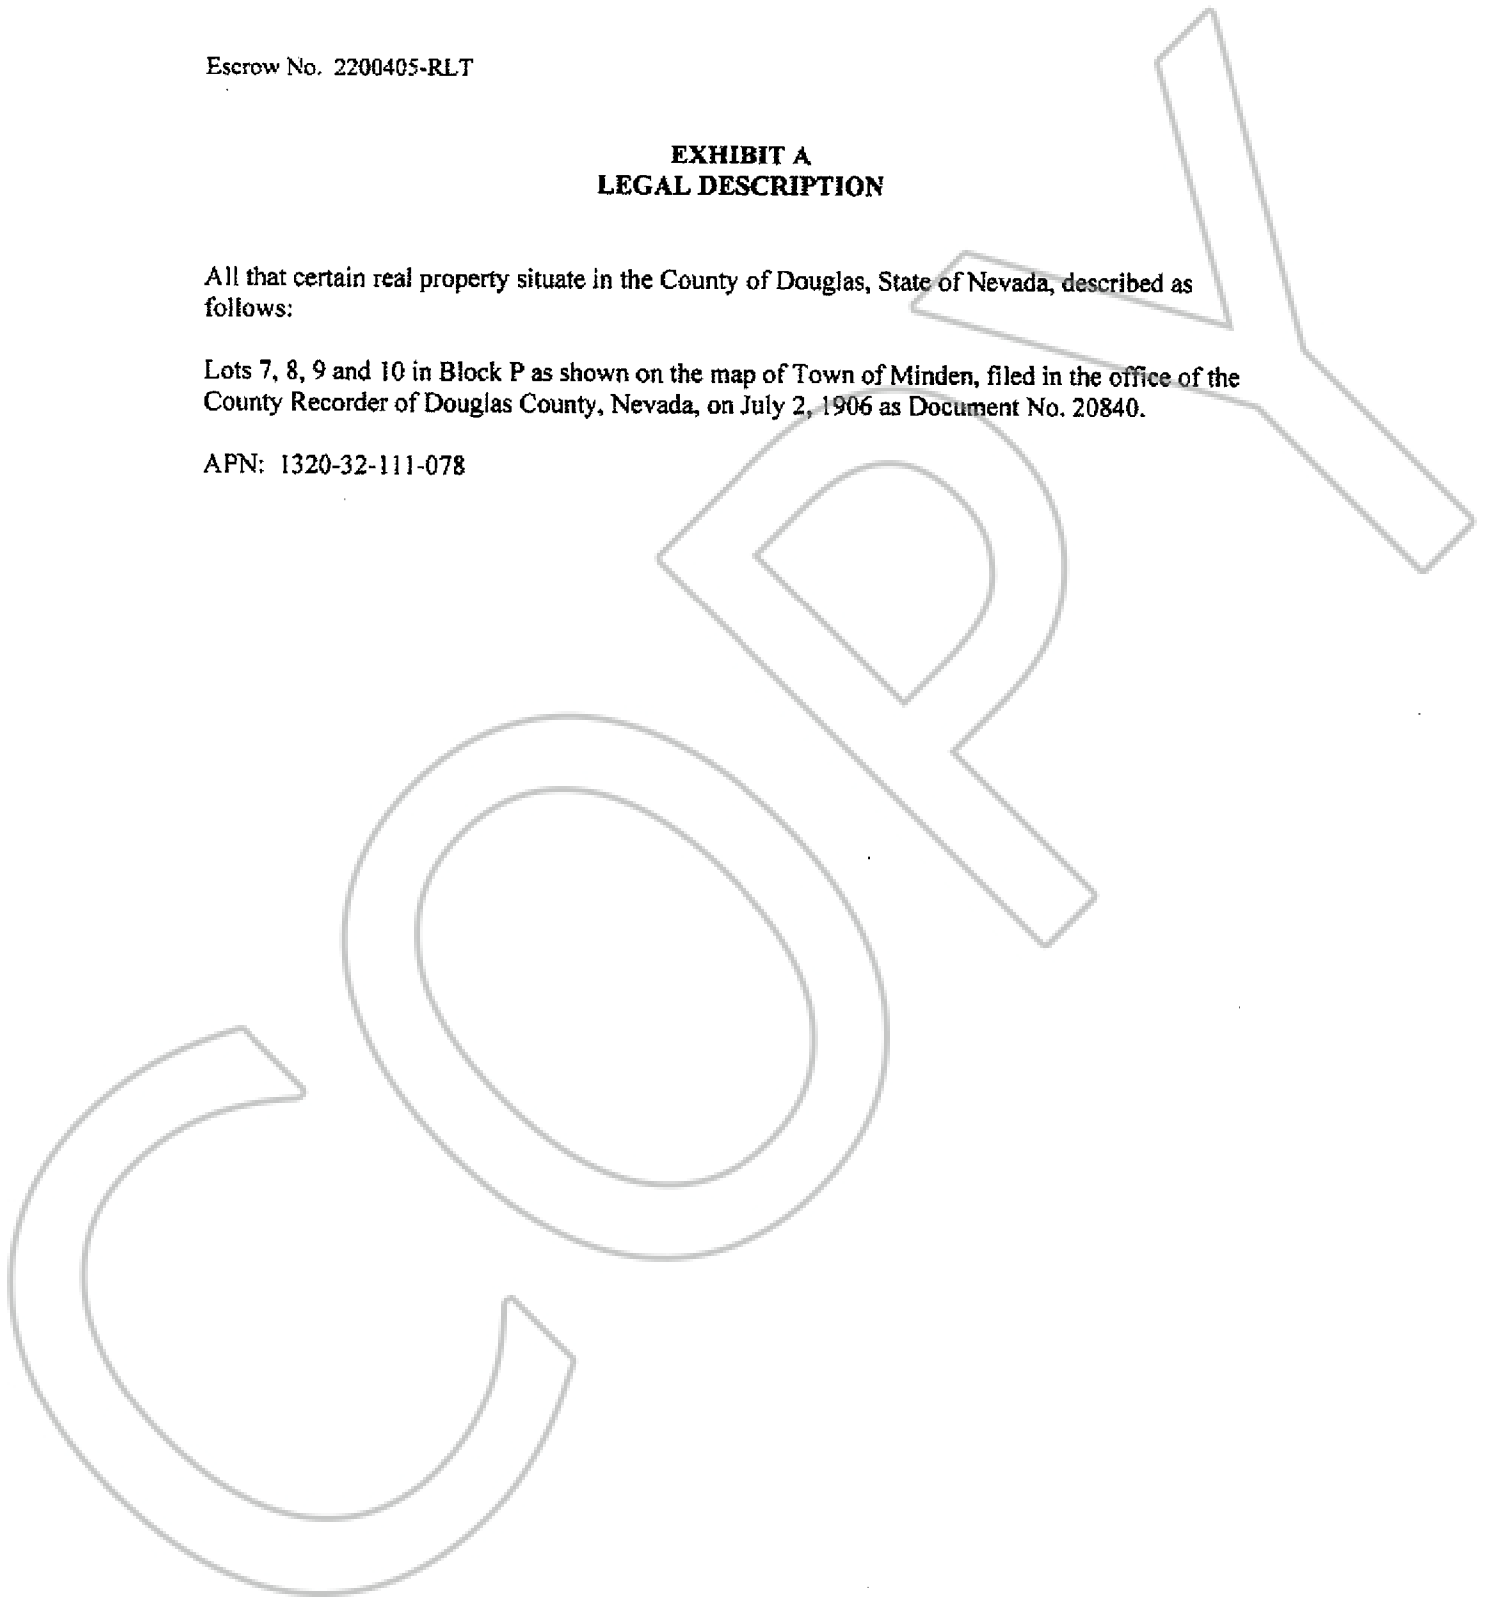 Escrow No. 2200405-RLT
EXHIBIT A
LEGAL DESCRIPTION
All that certain real property situate in the County of Douglas, State of Nevada, described as
follows:
Lots 7, 8, 9 and 10 in Block P as shown on the map of Town of Minden, filed in the office of the
County Recorder of Douglas County, Nevada, on July 2, 1906 as Document No. 20840.
APN: 1320-32-111-078
COPY